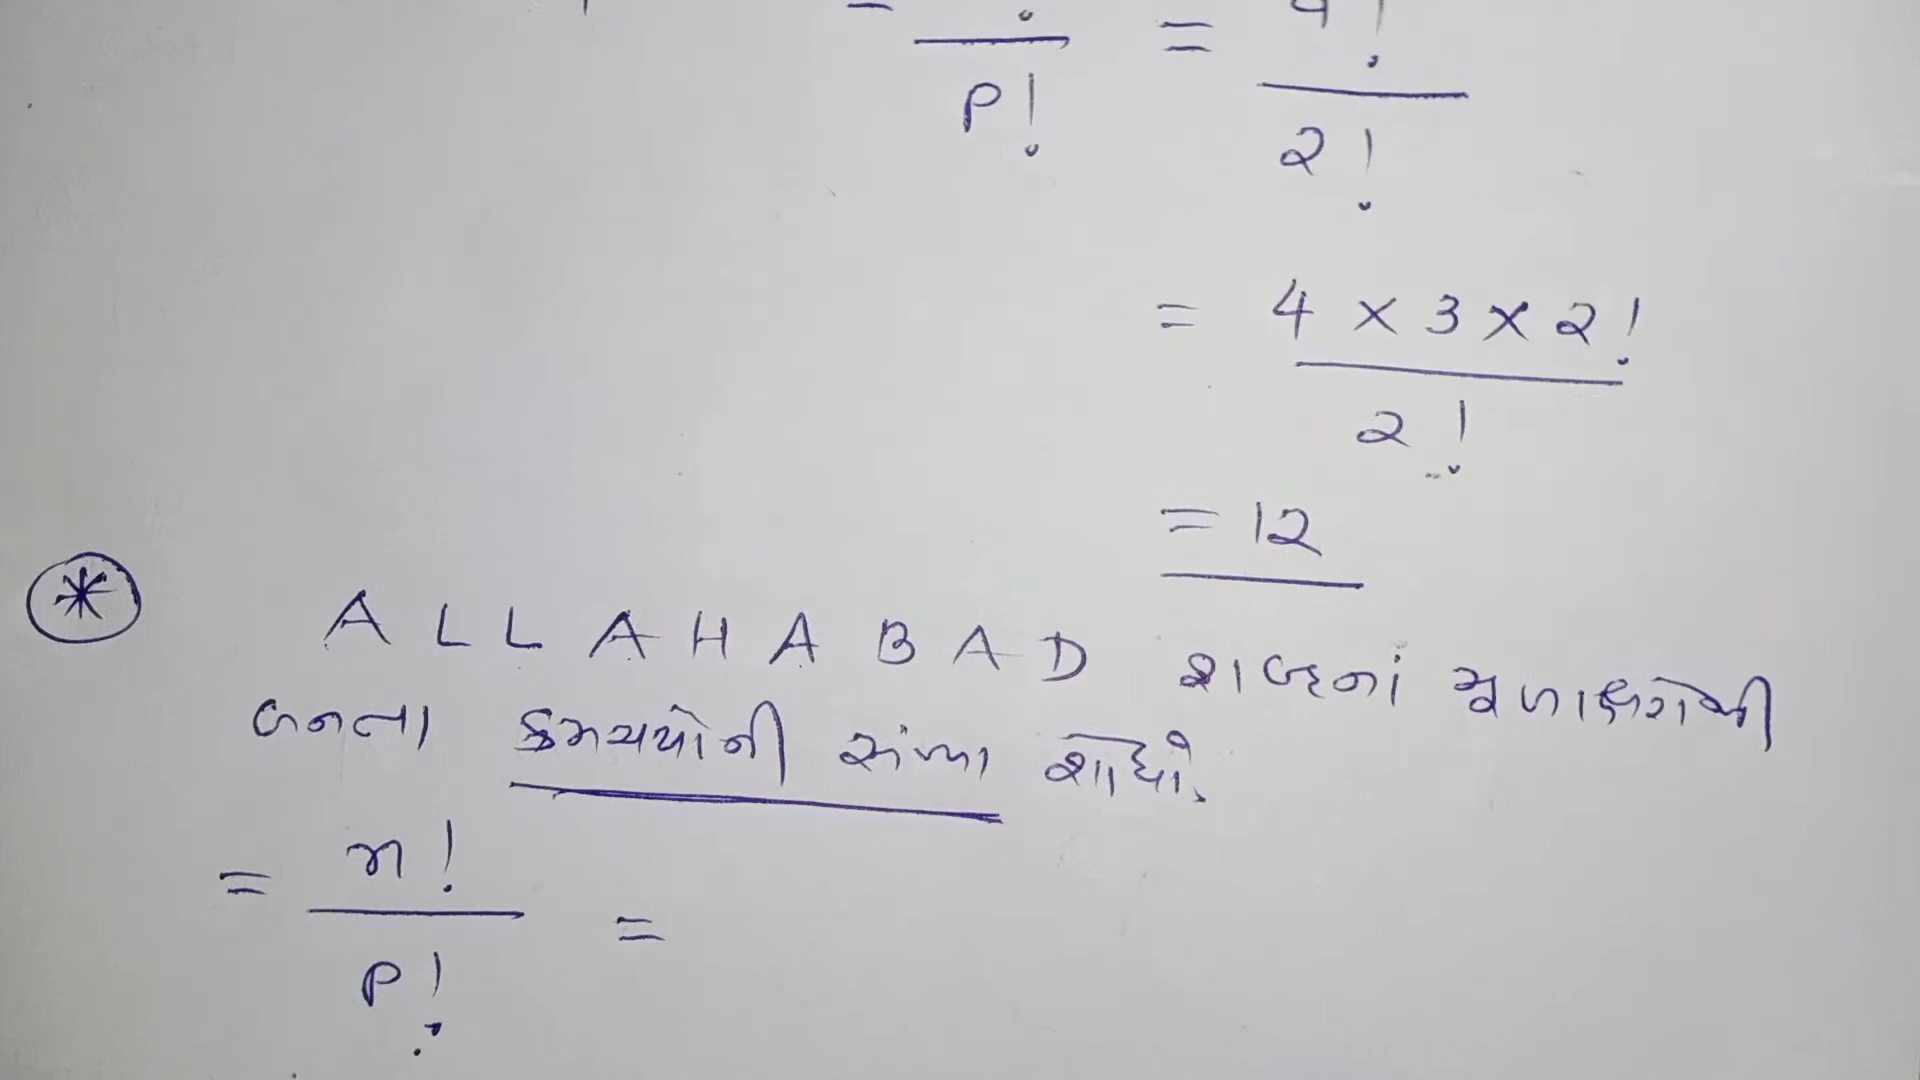 P! = 4!
2!
= 4 × 3 × 2!
2!
= 12
* ALLAHABAD શબ્દનાં મૂળાક્ષરોથી
બનતા ક્રમચયોની સંખ્યા શોધો.
= n! =
P!